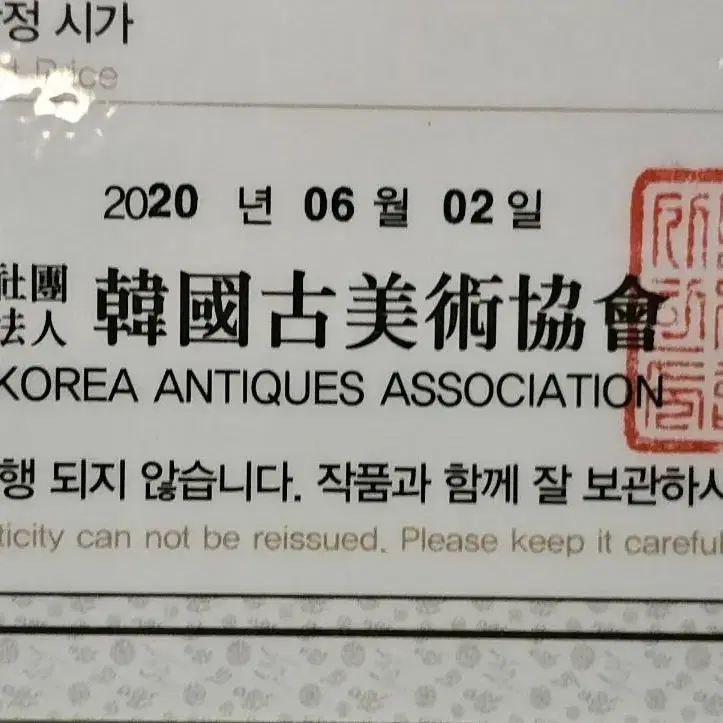 정 시가
Price
2020 년 06 월 02 일
社團
法人 韓國古美術協會
KOREA ANTIQUES ASSOCIATION
행 되지 않습니다. 작품과 함께 잘 보관하시
ticity can not be reissued. Please keep it careful